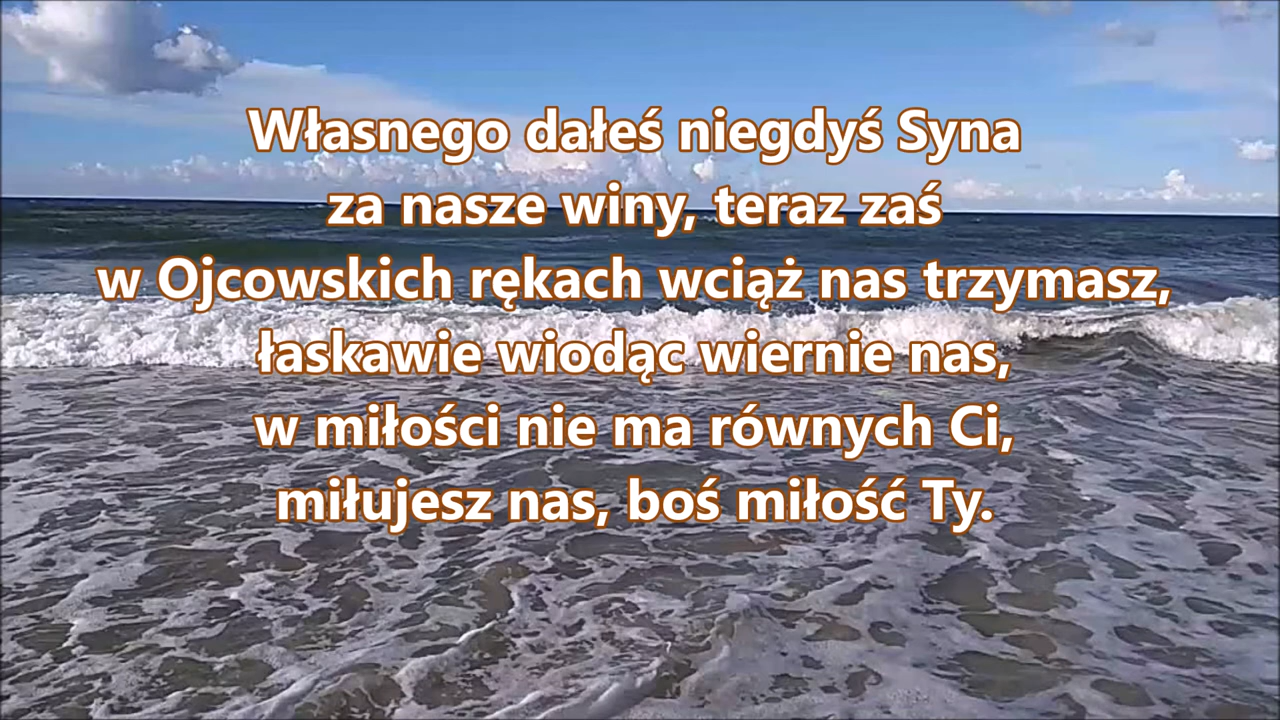 Własnego dałeś niegdyś Syna
za nasze winy, teraz zaś
w Ojcowskich rękach wciąż nas trzymasz,
łaskawie wiodąc wiernie nas,
w miłości nie ma równych Ci,
miłujesz nas, boś miłość Ty.